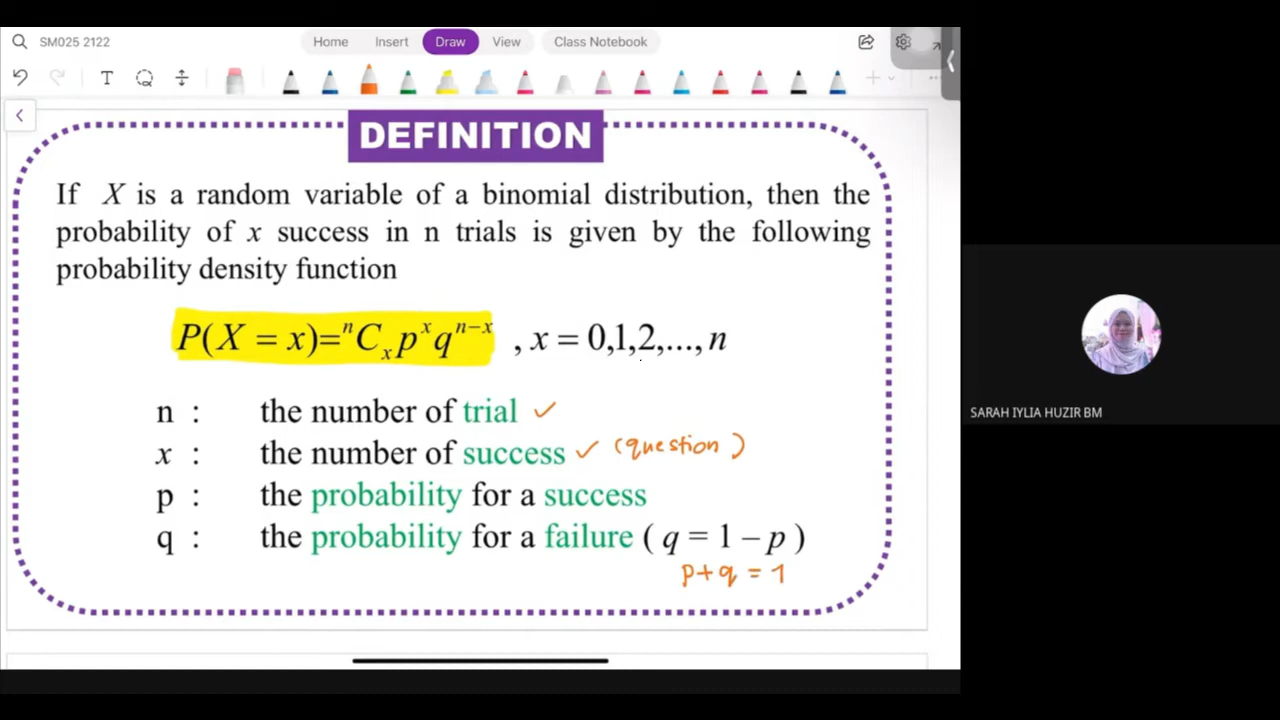 SM025 2122
Home Insert Draw View Class Notebook
T
DEFINITION
If X is a random variable of a binomial distribution, then the
probability of x success in n trials is given by the following
probability density function
P(X = x)=ⁿCₓpˣqⁿ⁻ˣ , x = 0,1,2,..., n
n : the number of trial ✓
x : the number of success ✓ (question)
p : the probability for a success
q : the probability for a failure ( q = 1 – p )
p+q = 1
SARAH IYLIA HUZIR BM